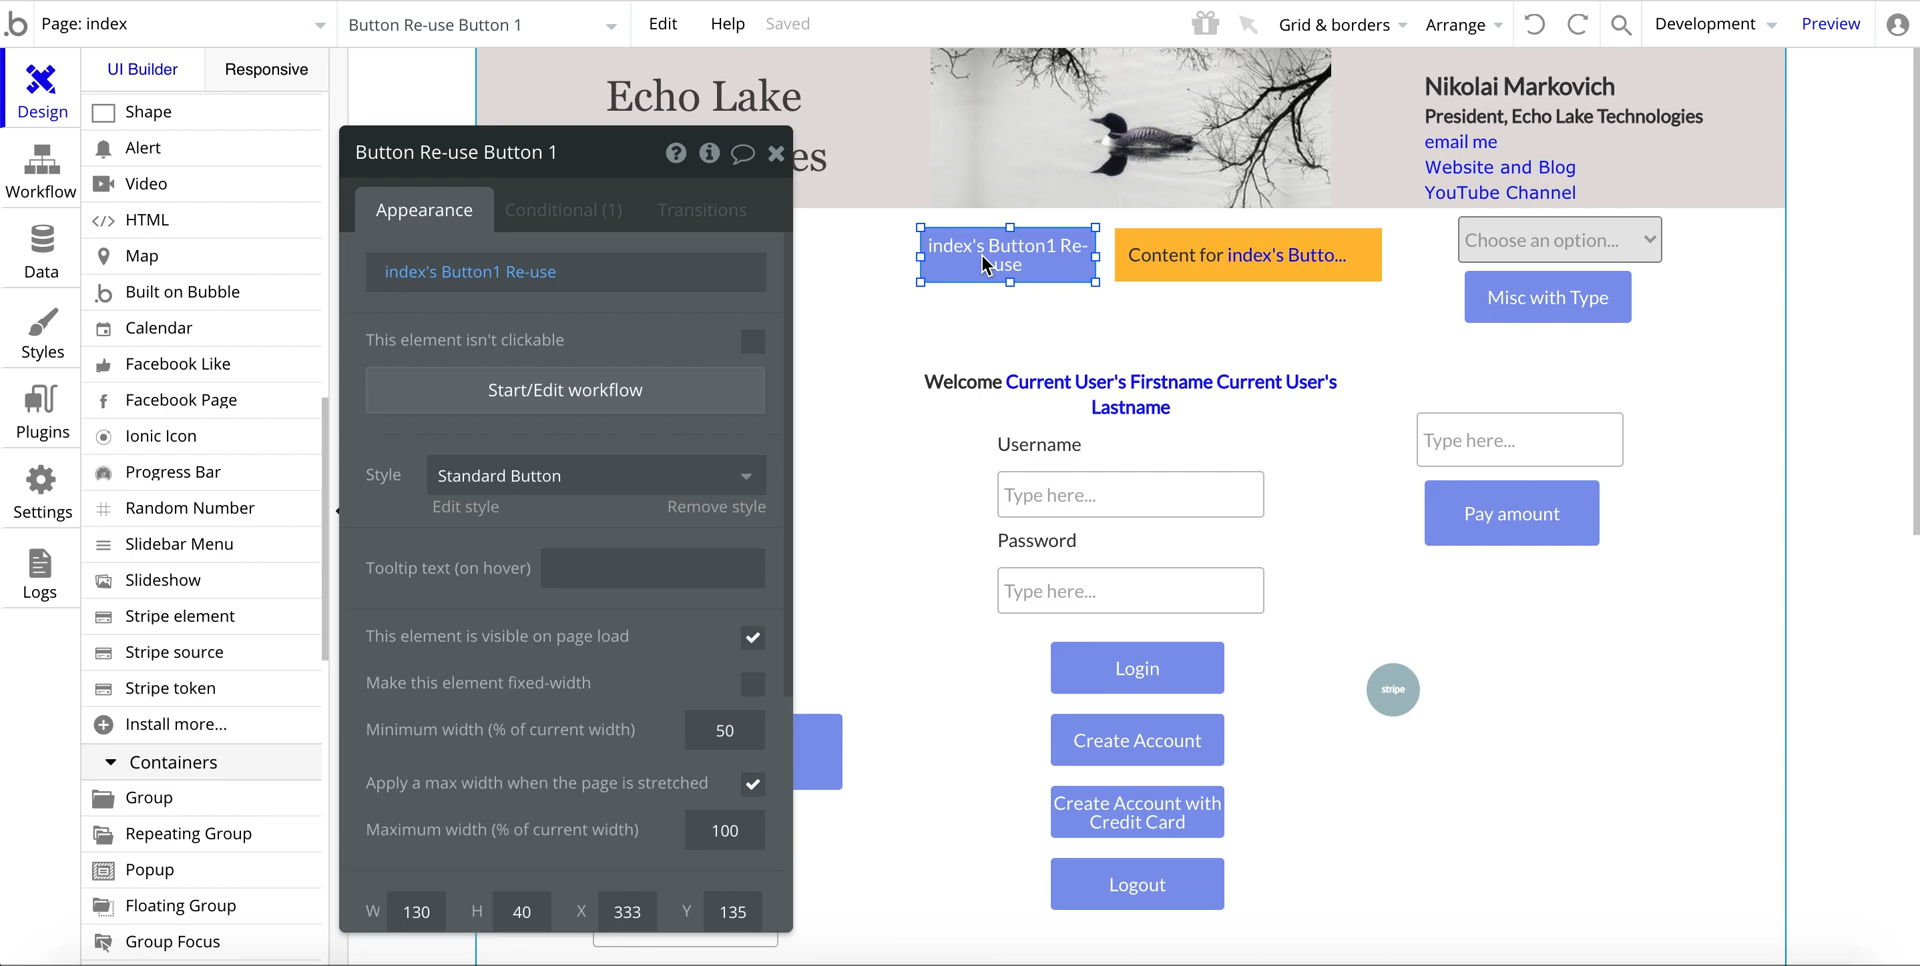 Page: index
Button Re-use Button 1
Edit
Help
Saved
Grid & borders
Arrange
Development
Preview
UI Builder
Responsive
Design
Workflow
Data
Styles
Plugins
Settings
Logs
Shape
Alert
Video
HTML
Map
Built on Bubble
Calendar
Facebook Like
Facebook Page
Ionic Icon
Progress Bar
Random Number
Slidebar Menu
Slideshow
Stripe element
Stripe source
Stripe token
Install more...
Containers
Group
Repeating Group
Popup
Floating Group
Group Focus
Button Re-use Button 1
Appearance
Conditional (1)
Transitions
index's Button1 Re-use
This element isn't clickable
Start/Edit workflow
Style
Standard Button
Edit style
Remove style
Tooltip text (on hover)
This element is visible on page load
Make this element fixed-width
Minimum width (% of current width)
50
Apply a max width when the page is stretched
Maximum width (% of current width)
100
W 130 H 40 X 333 Y 135
Echo Lake
es
Nikolai Markovich
President, Echo Lake Technologies
email me
Website and Blog
YouTube Channel
index's Button1 Re-
use
Content for index's Butto...
Choose an option...
Misc with Type
Welcome Current User's Firstname Current User's
Lastname
Username
Type here...
Password
Type here...
Login
Create Account
Create Account with
Credit Card
Logout
Type here...
Pay amount
stripe